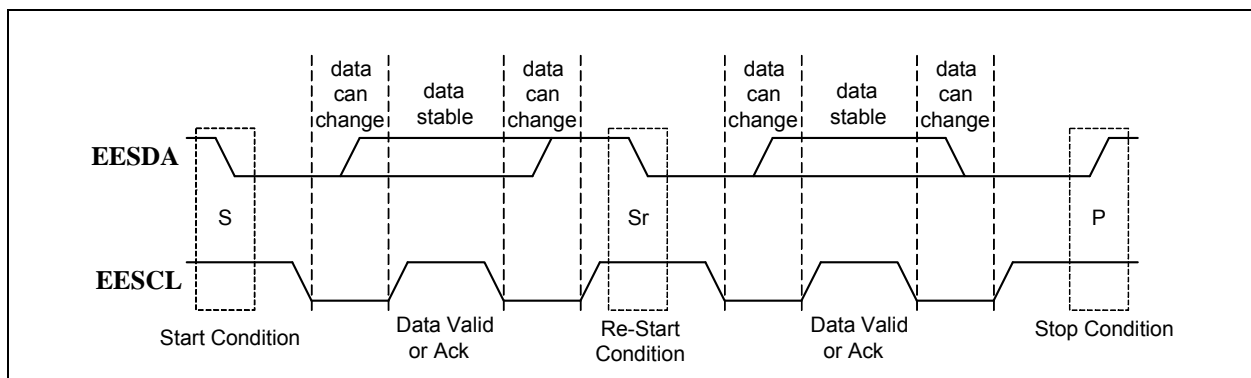 data
can
change
data
stable
data
can
change
data
can
change
data
stable
data
can
change
EESDA
S
Sr
P
EESCL
Start Condition
Data Valid
or Ack
Re-Start
Condition
Data Valid
or Ack
Stop Condition